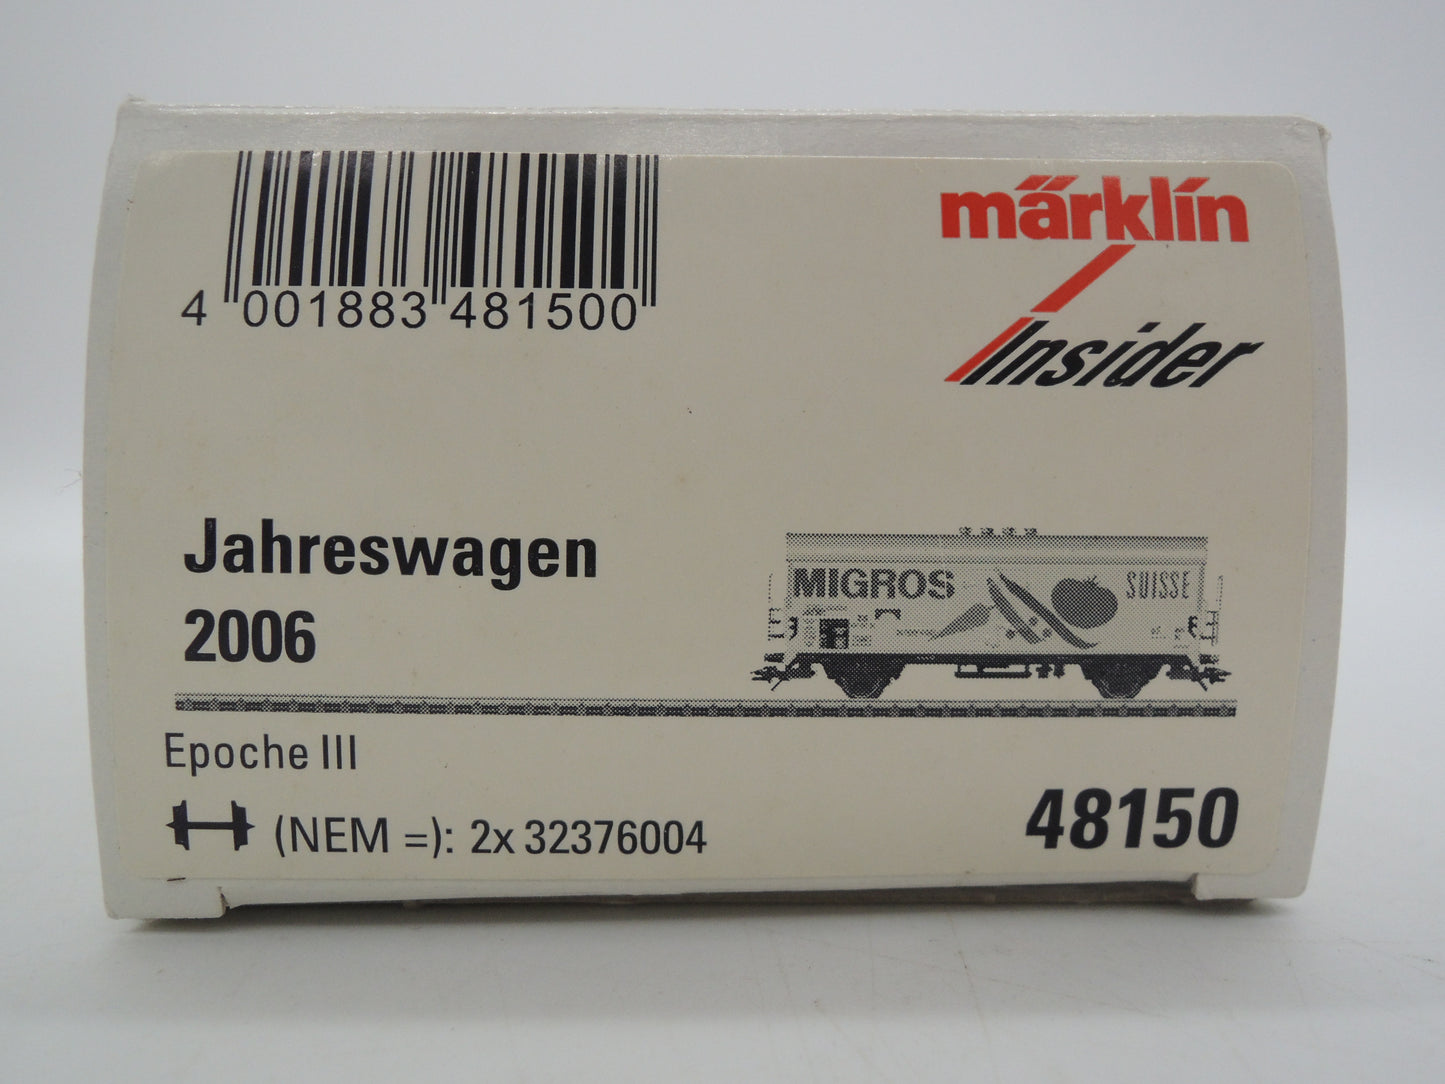 4 001883 481500
märklin
Insider
Jahreswagen
2006
MIGROS SUISSE
Epoche III
(NEM =): 2x 32376004
48150